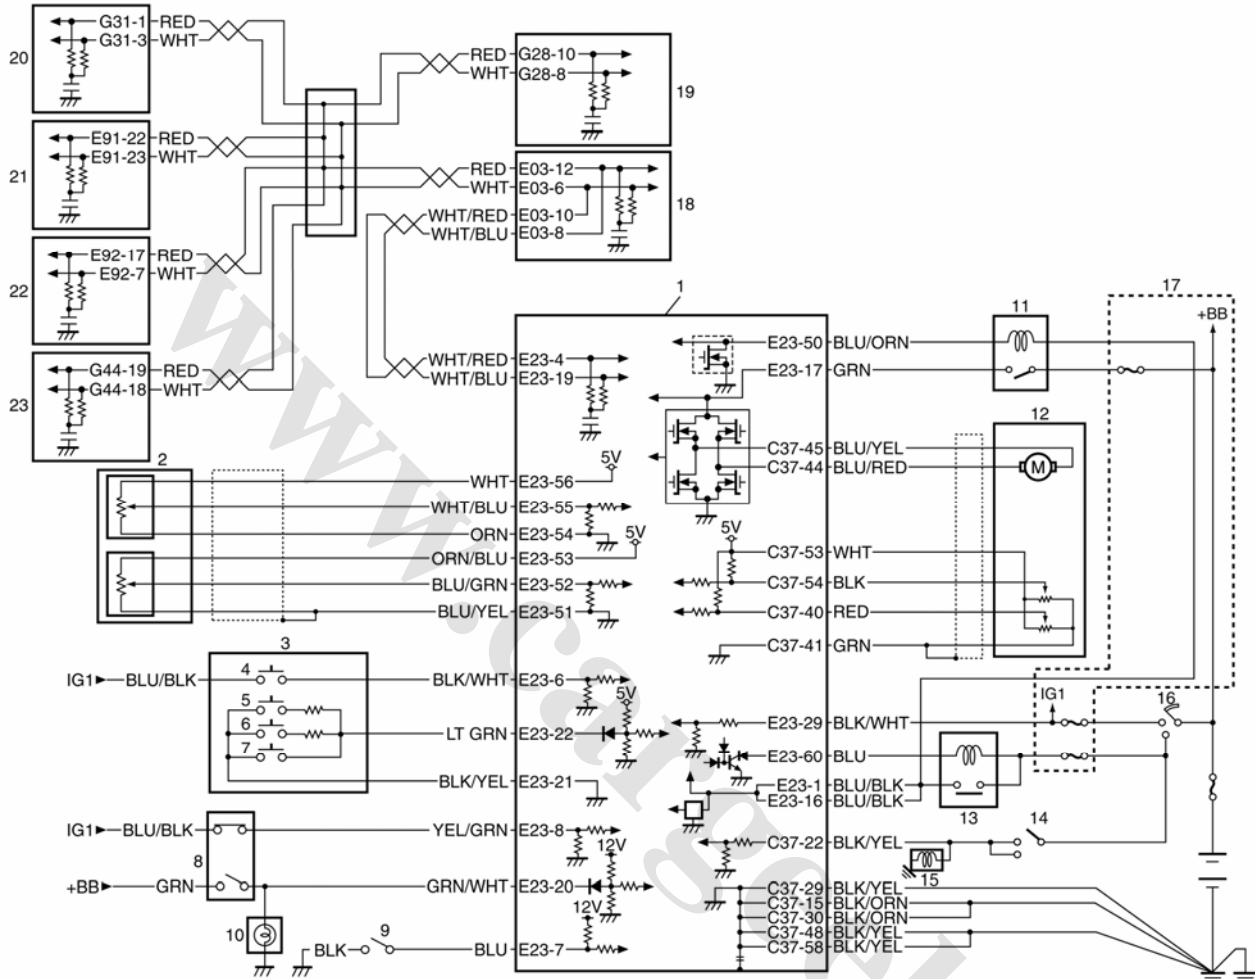 G31-1 RED
G31-3 WHT
20
RED G28-10
WHT G28-8
19
E91-22 RED
E91-23 WHT
21
RED E03-12
WHT E03-6
WHT/RED E03-10
WHT/BLU E03-8
18
E92-17 RED
E92-7 WHT
22
G44-19 RED
G44-18 WHT
23
1
WHT/RED E23-4
WHT/BLU E23-19
2
WHT E23-56 5V
WHT/BLU E23-55
ORN E23-54
ORN/BLU E23-53 5V
BLU/GRN E23-52
BLU/YEL E23-51
3
IG1 BLU/BLK 4 BLK/WHT E23-6
5
6
7
LT GRN E23-22 5V
BLK/YEL E23-21
IG1 BLU/BLK YEL/GRN E23-8
8
+BB GRN GRN/WHT E23-20 12V
10
BLK 9 BLU E23-7 12V
E23-50 BLU/ORN
E23-17 GRN
11
17
+BB
12
C37-45 BLU/YEL
C37-44 BLU/RED
M
5V
C37-53 WHT
C37-54 BLK
C37-40 RED
C37-41 GRN
IG1
16
E23-29 BLK/WHT
E23-60 BLU
E23-1 BLU/BLK
E23-16 BLU/BLK
13
14
C37-22 BLK/YEL
15
C37-29 BLK/YEL
C37-15 BLK/ORN
C37-30 BLK/ORN
C37-48 BLK/YEL
C37-58 BLK/YEL